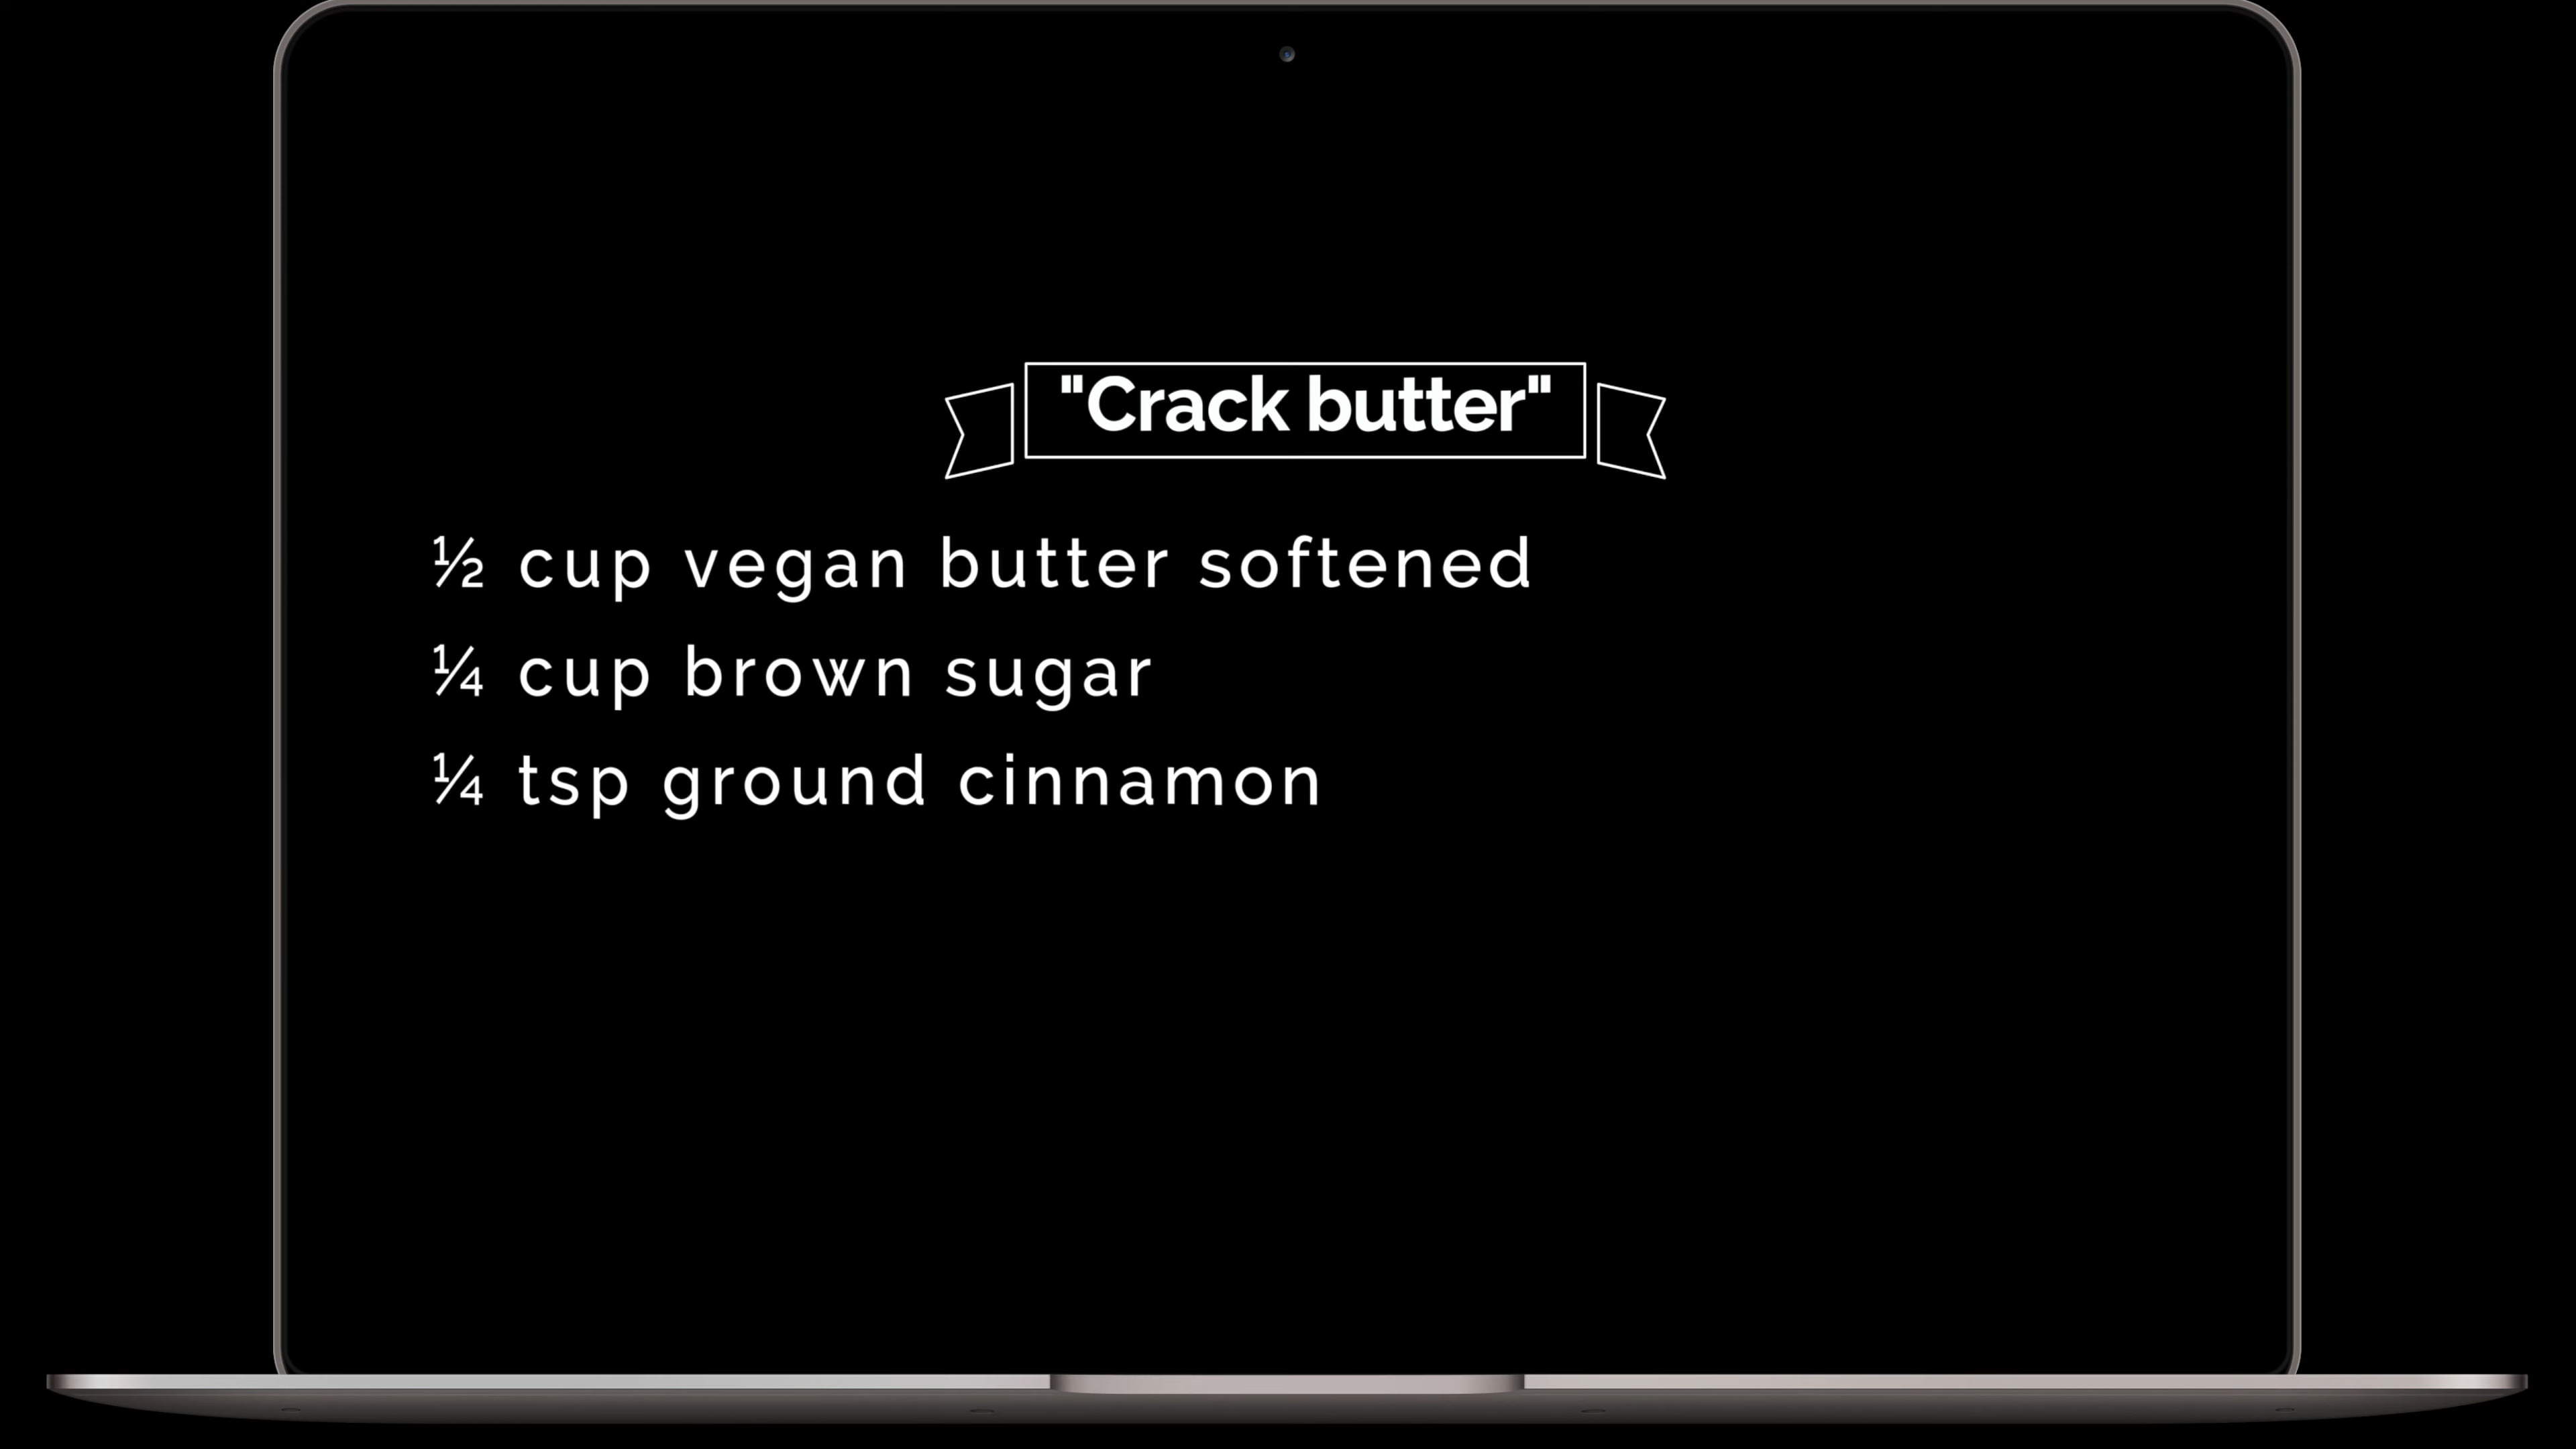 "Crack butter"
½ cup vegan butter softened
¼ cup brown sugar
¼ tsp ground cinnamon